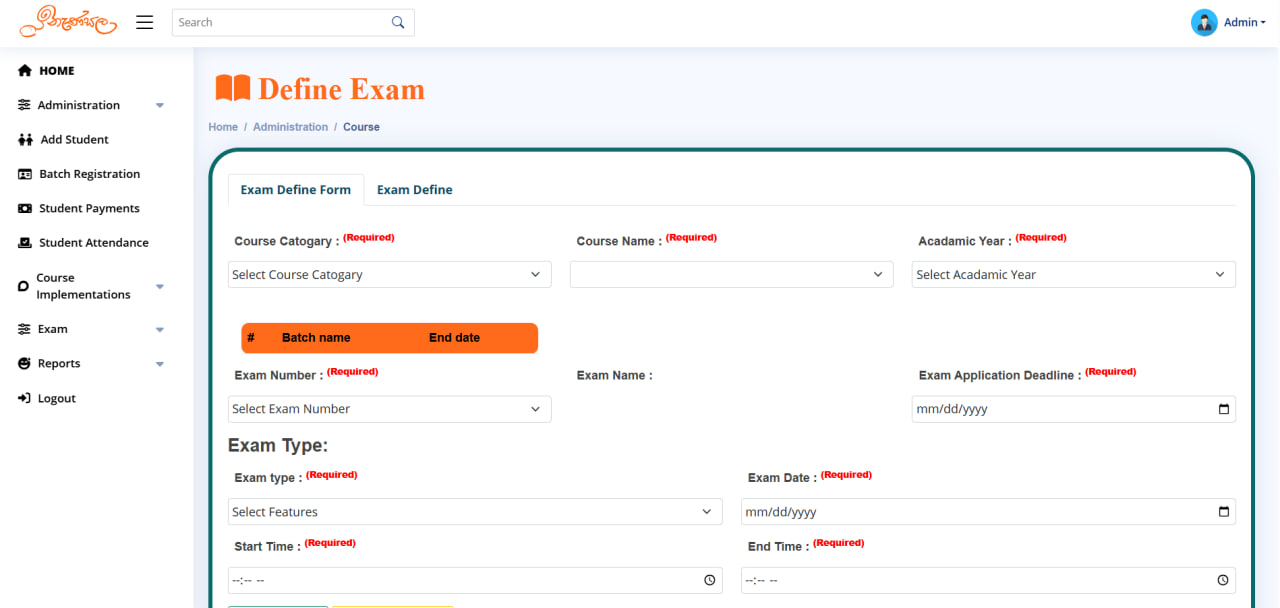 නැණසල
Search
Admin
HOME
Administration
Add Student
Batch Registration
Student Payments
Student Attendance
Course
Implementations
Exam
Reports
Logout
Define Exam
Home / Administration / Course
Exam Define Form Exam Define
Course Catogary : (Required) Course Name : (Required) Acadamic Year : (Required)
Select Course Catogary Select Acadamic Year
# Batch name End date
Exam Number : (Required) Exam Name : Exam Application Deadline : (Required)
Select Exam Number mm/dd/yyyy
Exam Type:
Exam type : (Required) Exam Date : (Required)
Select Features mm/dd/yyyy
Start Time : (Required) End Time : (Required)
--:-- -- --:-- --